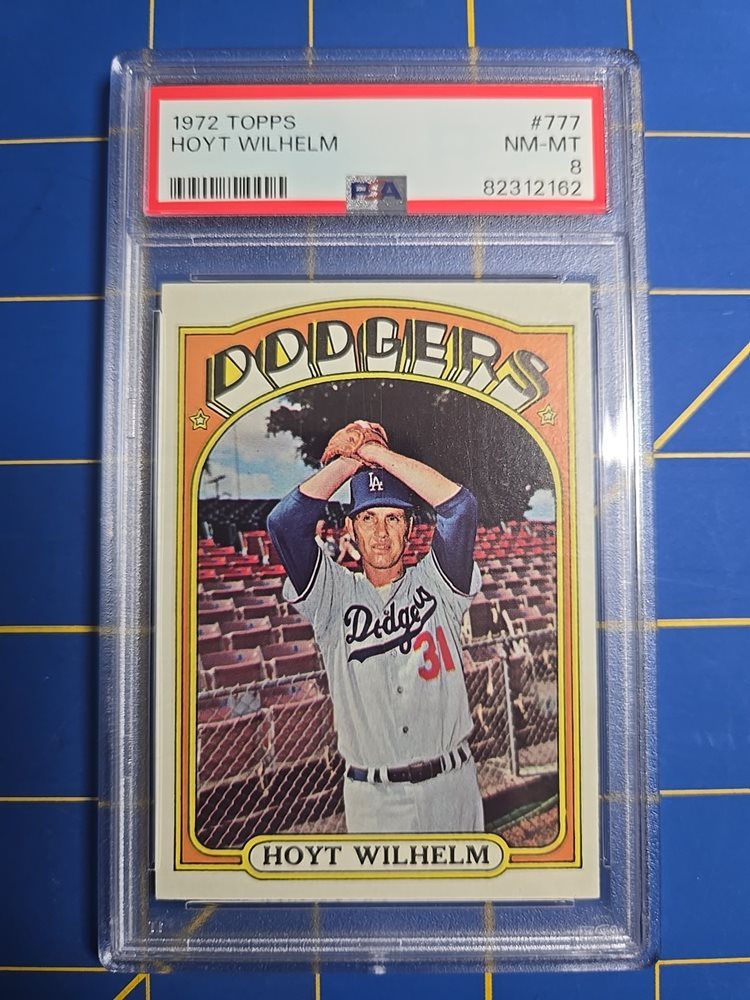 1972 TOPPS
HOYT WILHELM
#777
NM-MT
8
82312162
PSA
DODGERS
LA
Dodgers
31
HOYT WILHELM